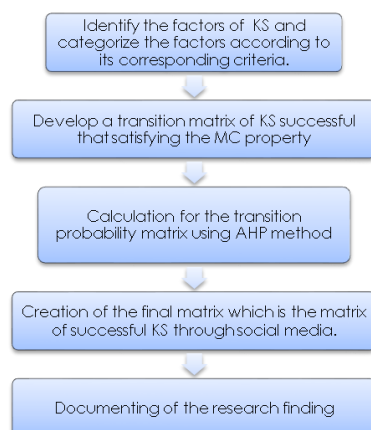 Identify the factors of KS and
categorize the factors according to
its corresponding criteria.
Develop a transition matrix of KS successful
that satisfying the MC property
Calculation for the transition
probability matrix using AHP method
Creation of the final matrix which is the matrix
of successful KS through social media.
Documenting of the research finding